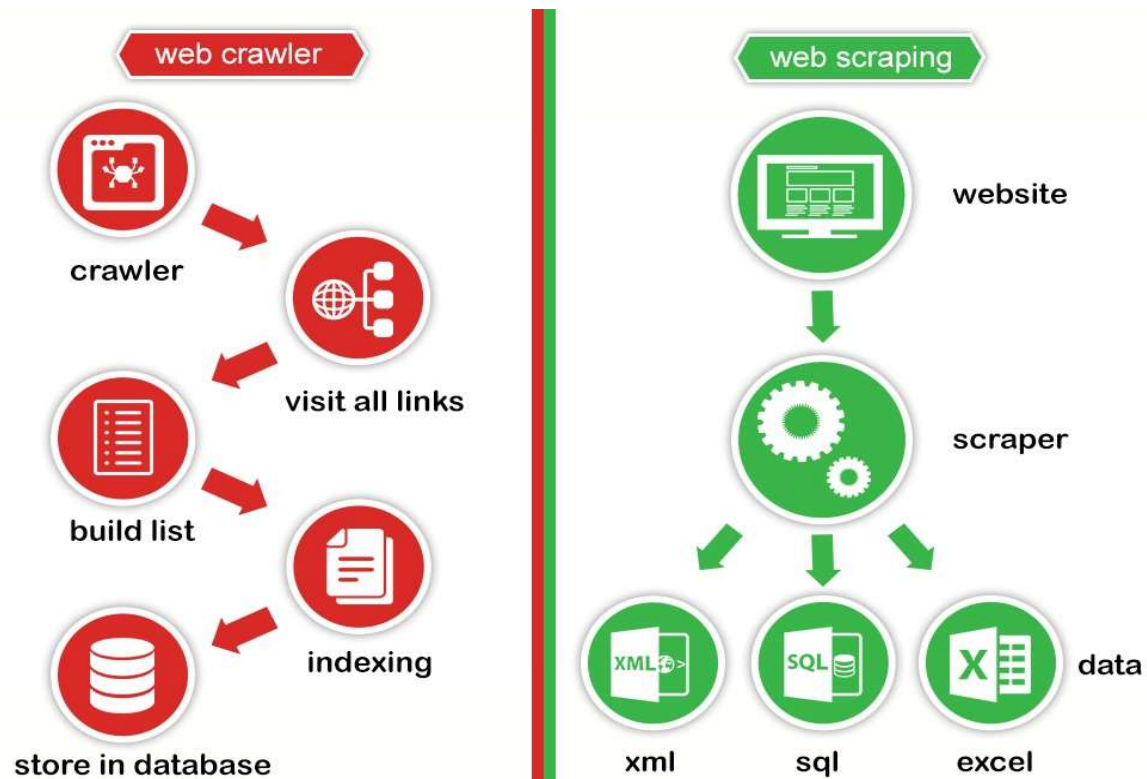 web crawler
crawler
visit all links
build list
indexing
store in database
web scraping
website
scraper
XML
SQL
X
data
xml
sql
excel